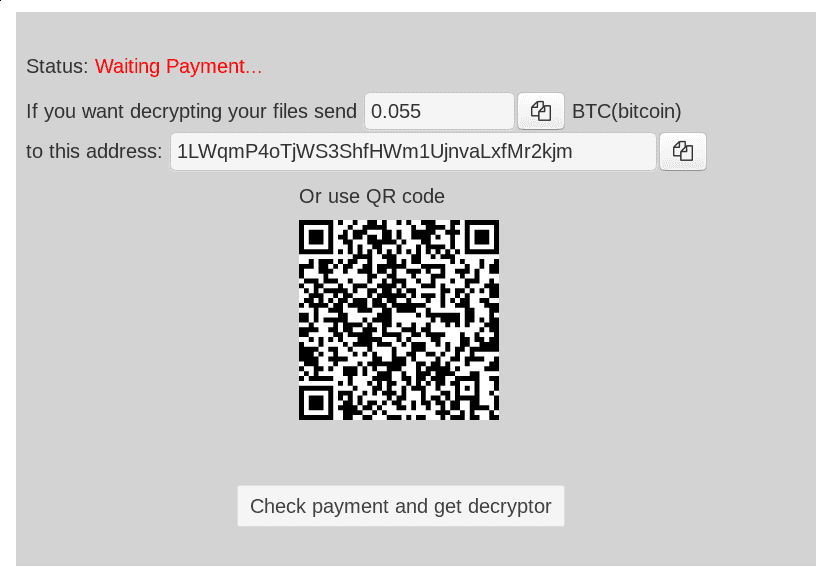 Status: Waiting Payment...
If you want decrypting your files send 0.055 BTC(bitcoin)
to this address: 1LWqmP4oTjWS3ShfHWm1UjnvaLxfMr2kjm
Or use QR code
Check payment and get decryptor